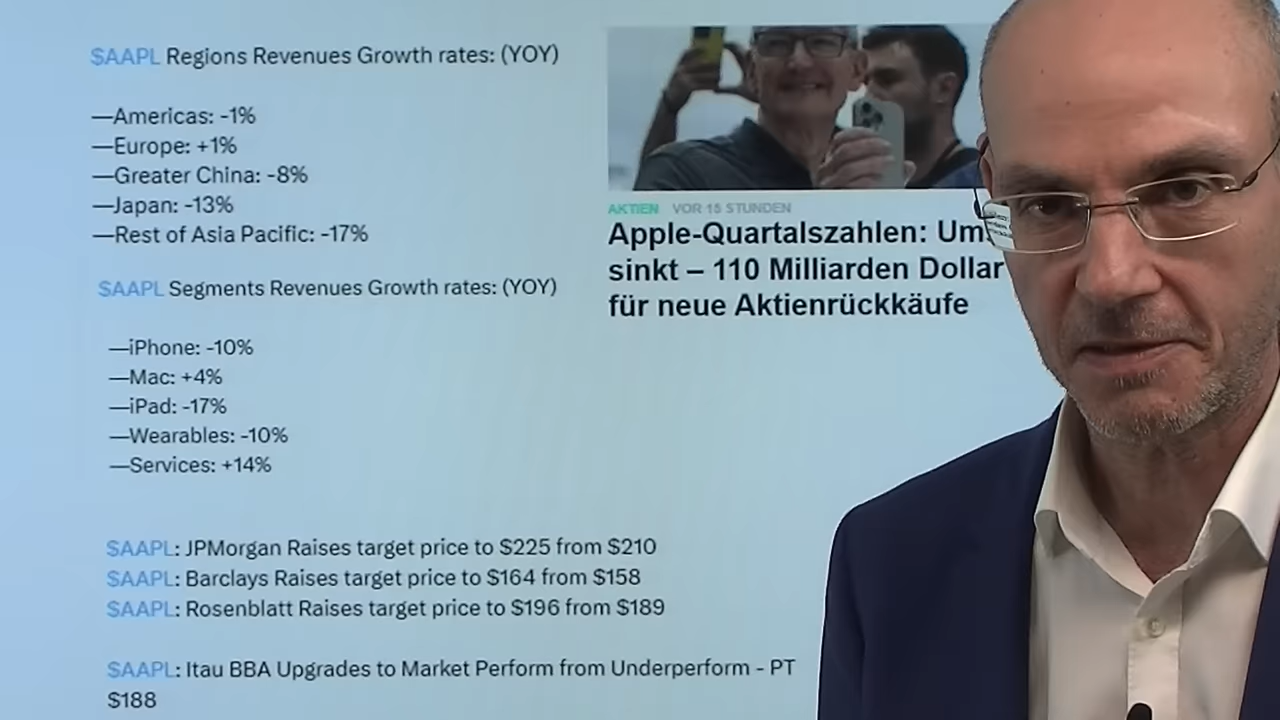 $AAPL Regions Revenues Growth rates: (YOY)
—Americas: -1%
—Europe: +1%
—Greater China: -8%
—Japan: -13%
—Rest of Asia Pacific: -17%
$AAPL Segments Revenues Growth rates: (YOY)
—iPhone: -10%
—Mac: +4%
—iPad: -17%
—Wearables: -10%
—Services: +14%
$AAPL: JPMorgan Raises target price to $225 from $210
$AAPL: Barclays Raises target price to $164 from $158
$AAPL: Rosenblatt Raises target price to $196 from $189
$AAPL: Itau BBA Upgrades to Market Perform from Underperform - PT
$188
AKTIEN VOR 15 STUNDEN
Apple-Quartalszahlen:
sinkt – 110 Milliarden Dollar
für neue Aktienrückkäufe